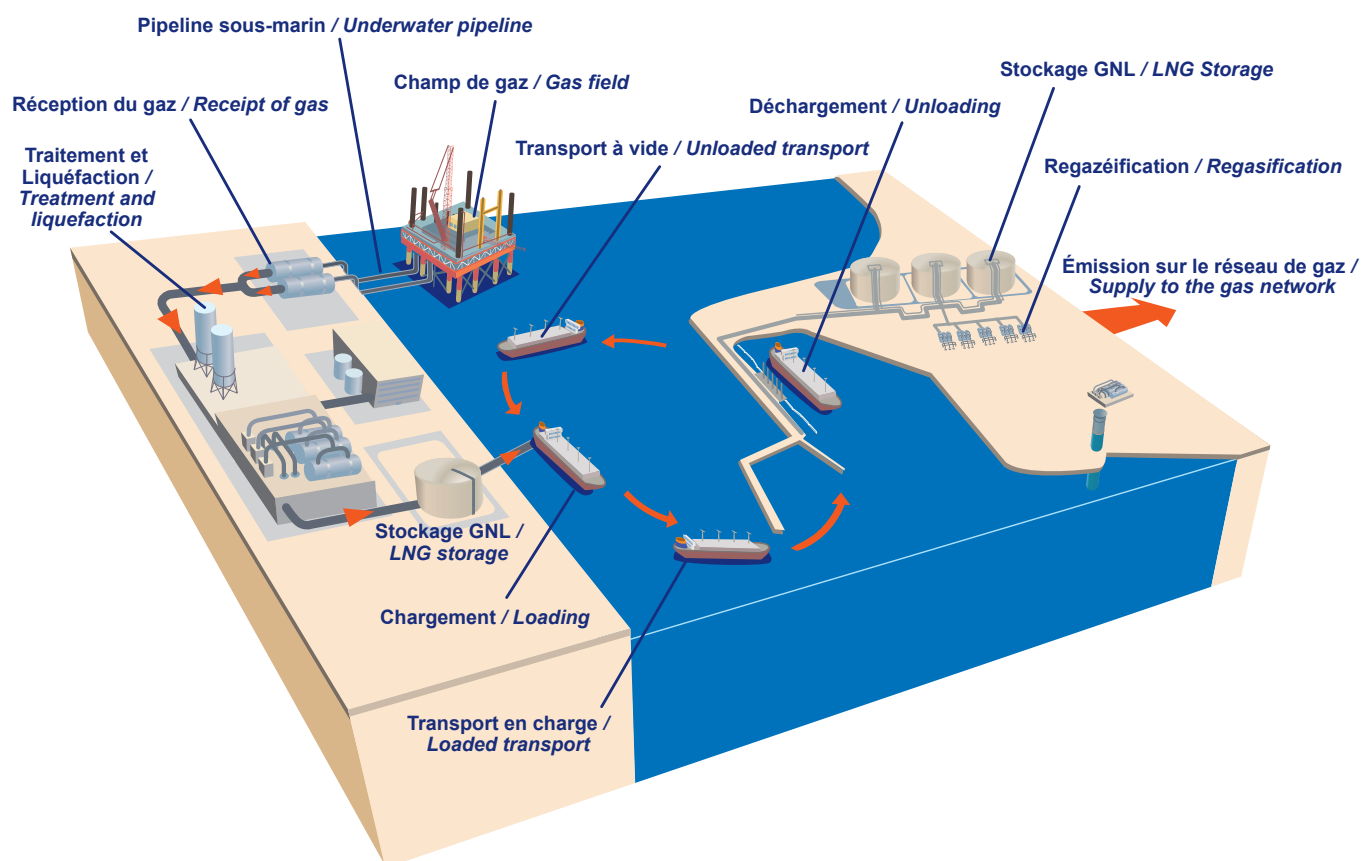 Pipeline sous-marin / Underwater pipeline
Champ de gaz / Gas field
Réception du gaz / Receipt of gas
Traitement et
Liquéfaction /
Treatment and
liquefaction
Transport à vide / Unloaded transport
Déchargement / Unloading
Stockage GNL / LNG Storage
Regazéification / Regasification
Émission sur le réseau de gaz /
Supply to the gas network
Stockage GNL /
LNG storage
Chargement / Loading
Transport en charge /
Loaded transport